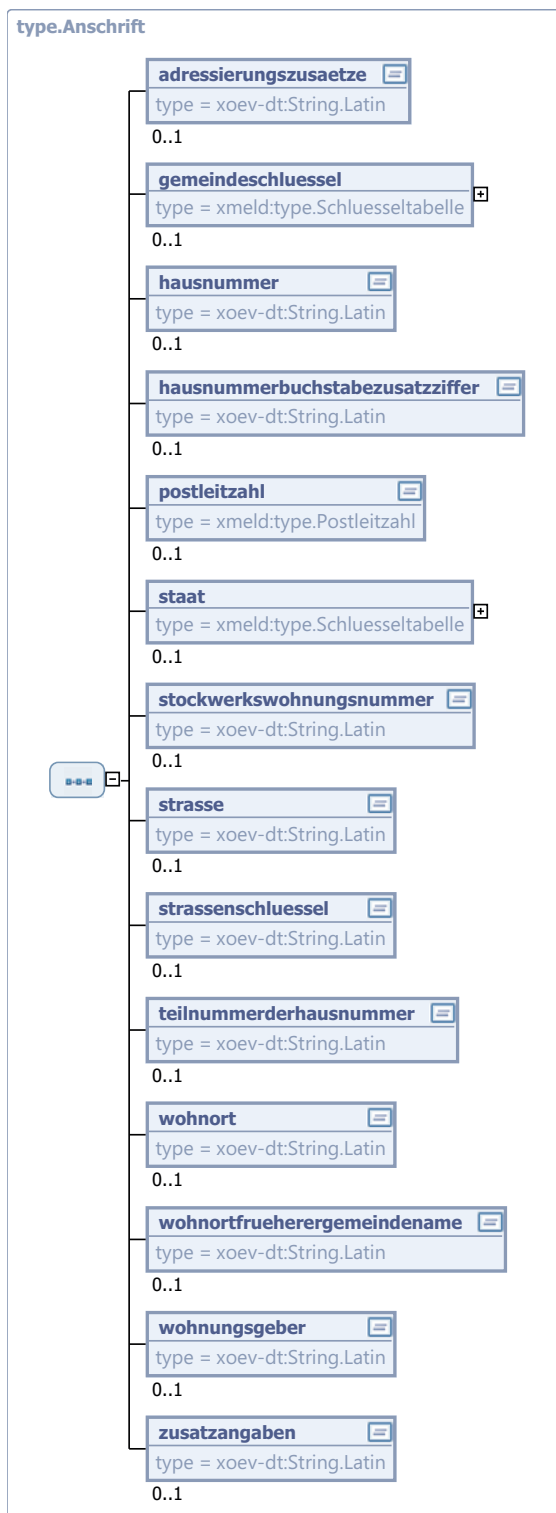 type.Anschrift
adressierungszusaetze
type = xoev-dt:String.Latin
0..1
gemeindeschluessel
type = xmeld:type.Schluesseltabelle
0..1
hausnummer
type = xoev-dt:String.Latin
0..1
hausnummerbuchstabezusatzziffer
type = xoev-dt:String.Latin
0..1
postleitzahl
type = xmeld:type.Postleitzahl
0..1
staat
type = xmeld:type.Schluesseltabelle
0..1
stockwerkswohnungsnummer
type = xoev-dt:String.Latin
0..1
strasse
type = xoev-dt:String.Latin
0..1
strassenschluessel
type = xoev-dt:String.Latin
0..1
teilnummerderhausnummer
type = xoev-dt:String.Latin
0..1
wohnort
type = xoev-dt:String.Latin
0..1
wohnortfrueherergemeindename
type = xoev-dt:String.Latin
0..1
wohnungsgeber
type = xoev-dt:String.Latin
0..1
zusatzangaben
type = xoev-dt:String.Latin
0..1